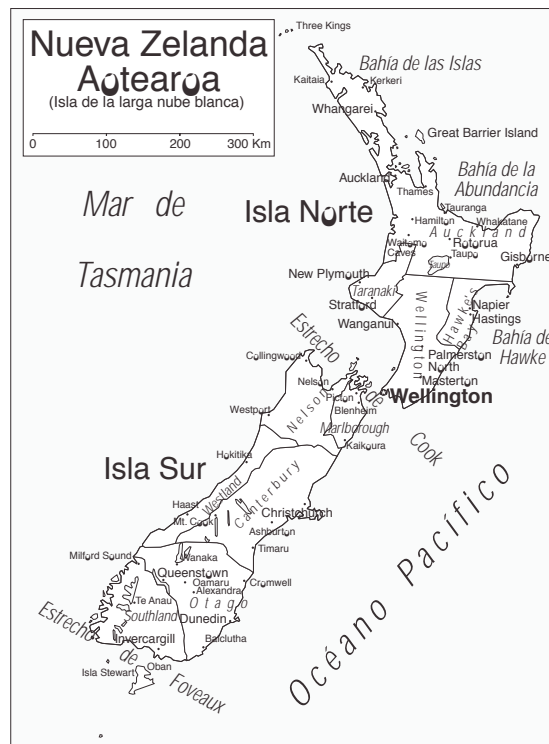 Nueva Zelanda
Aotearoa
(Isla de la larga nube blanca)
0 100 200 300 Km
Three Kings
Bahía de las Islas
Kaitaia
Kerkeri
Whangarei
Great Barrier Island
Auckland
Bahía de la
Abundancia
Thames
Tauranga
Mar de
Tasmania
Isla Norte
Hamilton
Whakatane
Auckland
Waitomo
Caves
Rotorua
Taupo
Taupo
Gisborne
New Plymouth
Taranaki
Stratford
Wanganui
Wellington
Hawke's
Bay
Napier
Hastings
Bahía de
Hawke
Palmerston
North
Masterton
Wellington
Estrecho
de
Cook
Collingwood
Nelson
Nelson
Picton
Blenheim
Marlborough
Westport
Kaikoura
Isla Sur
Hokitika
Westland
Canterbury
Haast
Mt. Cook
Christchurch
Ashburton
Timaru
Océano Pacífico
Milford Sound
Wanaka
Queenstown
Oamaru
Cromwell
Alexandra
Te Anau
Otago
Southland
Dunedin
Estrecho
de
Foveaux
Invercargill
Balclutha
Oban
Isla Stewart